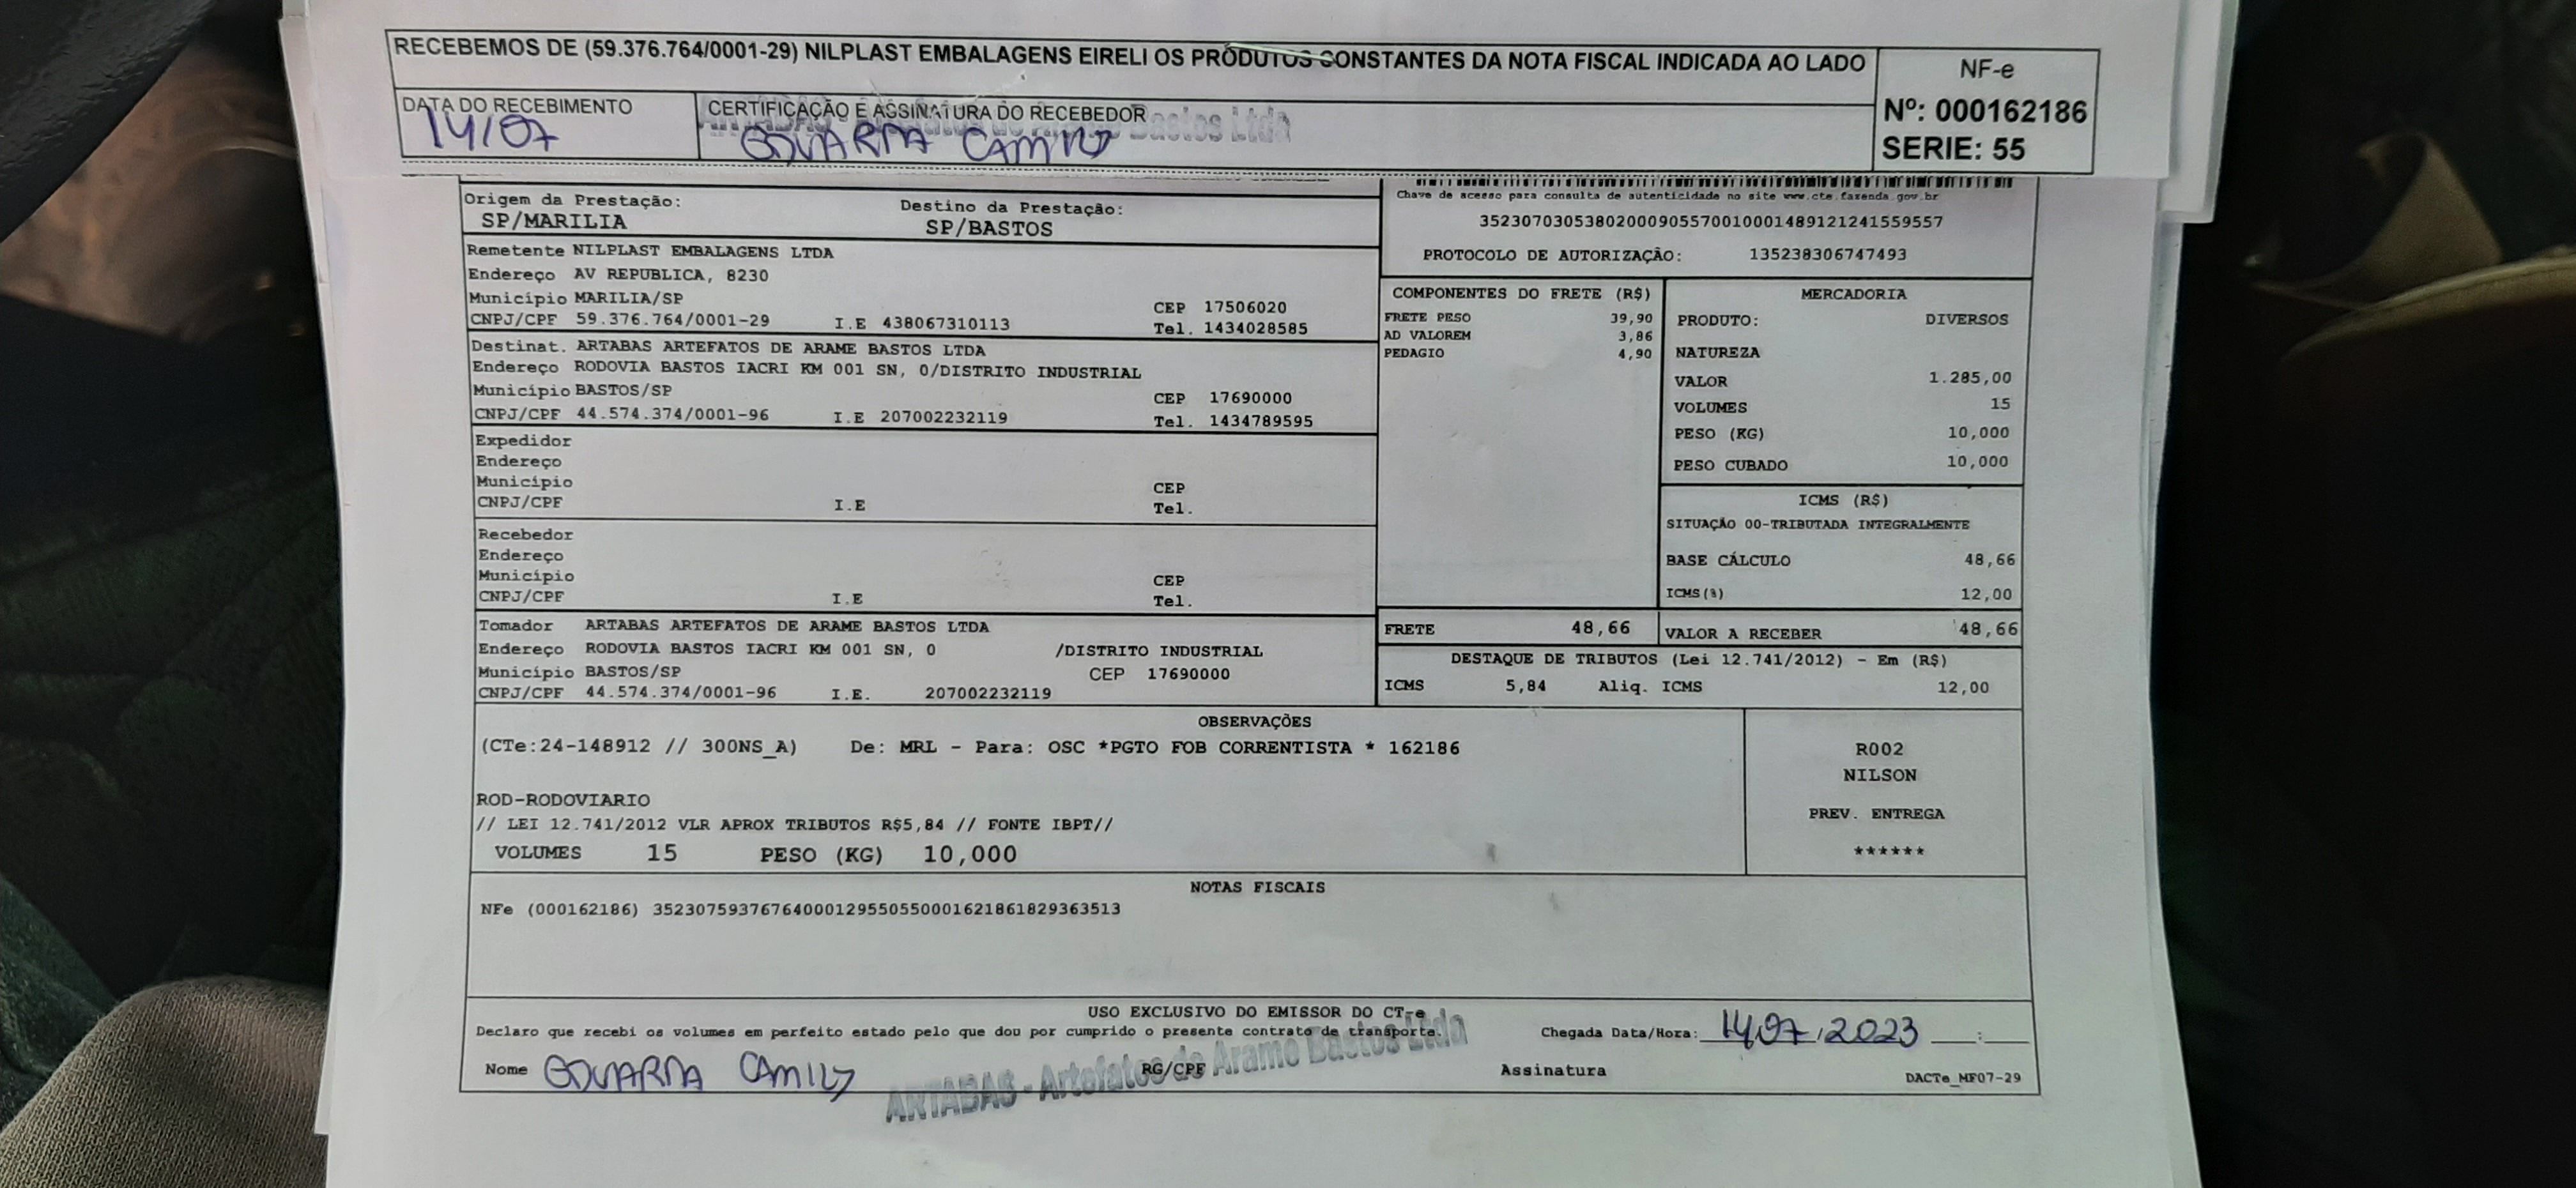 RECEBEMOS DE (59.376.764/0001-29) NILPLAST EMBALAGENS EIRELI OS PRODUTOS CONSTANTES DA NOTA FISCAL INDICADA AO LADO
NF-e
Nº: 000162186
SERIE: 55
DATA DO RECEBIMENTO
14/07
CERTIFICAÇÃO E ASSINATURA DO RECEBEDOR
Bastos Ltda
CAMILO
Origem da Prestação:
SP/MARILIA
Destino da Prestação:
SP/BASTOS
Chave de acesso para consulta de autenticidade no site www.cte.fazenda.gov.br
35230703053802000905570010001489121241559557
PROTOCOLO DE AUTORIZAÇÃO: 135238306747493
Remetente NILPLAST EMBALAGENS LTDA
Endereço AV REPUBLICA, 8230
Município MARILIA/SP CEP 17506020
CNPJ/CPF 59.376.764/0001-29 I.E 438067310113 Tel. 1434028585
Destinat. ARTABAS ARTEFATOS DE ARAME BASTOS LTDA
Endereço RODOVIA BASTOS IACRI KM 001 SN, 0/DISTRITO INDUSTRIAL
Município BASTOS/SP CEP 17690000
CNPJ/CPF 44.574.374/0001-96 I.E 207002232119 Tel. 1434789595
Expedidor
Endereço
Município CEP
CNPJ/CPF I.E Tel.
Recebedor
Endereço
Município CEP
CNPJ/CPF I.E Tel.
Tomador ARTABAS ARTEFATOS DE ARAME BASTOS LTDA
Endereço RODOVIA BASTOS IACRI KM 001 SN, 0 /DISTRITO INDUSTRIAL
Município BASTOS/SP CEP 17690000
CNPJ/CPF 44.574.374/0001-96 I.E. 207002232119
COMPONENTES DO FRETE (R$)
FRETE PESO 39,90
AD VALOREM 3,86
PEDAGIO 4,90
MERCADORIA
PRODUTO: DIVERSOS
NATUREZA
VALOR 1.285,00
VOLUMES 15
PESO (KG) 10,000
PESO CUBADO 10,000
ICMS (R$)
SITUAÇÃO 00-TRIBUTADA INTEGRALMENTE
BASE CÁLCULO 48,66
ICMS(%) 12,00
FRETE 48,66 VALOR A RECEBER 48,66
DESTAQUE DE TRIBUTOS (Lei 12.741/2012) - Em (R$)
ICMS 5,84 Aliq. ICMS 12,00
OBSERVAÇÕES
(CTe:24-148912 // 300NS_A) De: MRL - Para: OSC *PGTO FOB CORRENTISTA * 162186
ROD-RODOVIARIO
// LEI 12.741/2012 VLR APROX TRIBUTOS R$5,84 // FONTE IBPT//
VOLUMES 15 PESO (KG) 10,000
R002
NILSON
PREV. ENTREGA
******
NOTAS FISCAIS
NFe (000162186) 35230759376764000129550550001621861829363513
USO EXCLUSIVO DO EMISSOR DO CT-e
Declaro que recebi os volumes em perfeito estado pelo que dou por cumprido o presente contrato de transporte.
Chegada Data/Hora: 14/07/2023 :
Nome CAMILO RG/CPF Assinatura
ARTABAS - Artefatos de Arame Bastos Ltda
DACTe_MF07-29